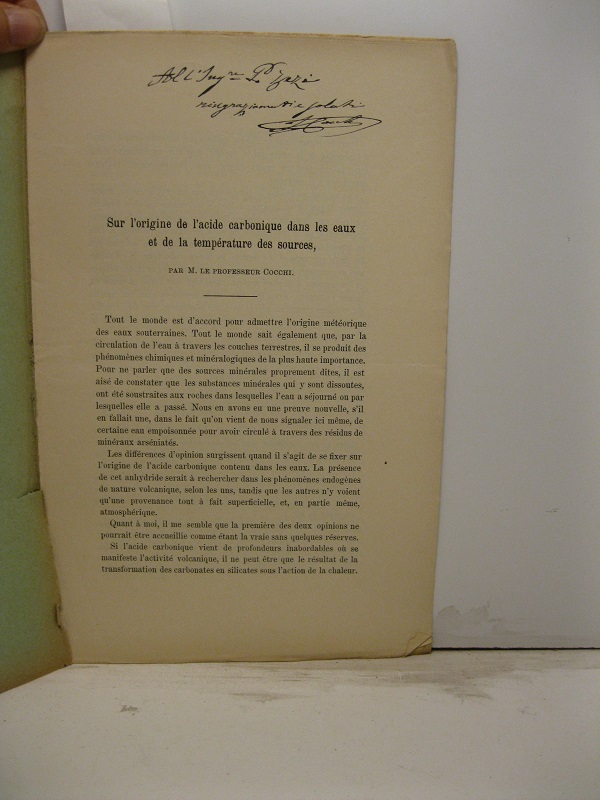 All'Ingre P. Zezi
ringraziamenti e saluti
I Cocchi
Sur l'origine de l'acide carbonique dans les eaux
et de la température des sources,
PAR M. LE PROFESSEUR COCCHI.
Tout le monde est d'accord pour admettre l'origine météorique
des eaux souterraines. Tout le monde sait également que, par la
circulation de l'eau à travers les couches terrestres, il se produit des
phénomènes chimiques et minéralogiques de la plus haute importance.
Pour ne parler que des sources minérales proprement dites, il est
aisé de constater que les substances minérales qui y sont dissoutes,
ont été soustraites aux roches dans lesquelles l'eau a séjourné ou par
lesquelles elle a passé. Nous en avons eu une preuve nouvelle, s'il
en fallait une, dans le fait qu'on vient de nous signaler ici même, de
certaine eau empoisonnée pour avoir circulé à travers des résidus de
minéraux arséniatés.
Les différences d'opinion surgissent quand il s'agit de se fixer sur
l'origine de l'acide carbonique contenu dans les eaux. La présence
de cet anhydride serait à rechercher dans les phénomènes endogènes
de nature volcanique, selon les uns, tandis que les autres n'y voient
qu'une provenance tout à fait superficielle, et, en partie même,
atmosphérique.
Quant à moi, il me semble que la première des deux opinions ne
pourrait être accueillie comme étant la vraie sans quelques réserves.
Si l'acide carbonique vient de profondeurs inabordables où se
manifeste l'activité volcanique, il ne peut être que le résultat de la
transformation des carbonates en silicates sous l'action de la chaleur.